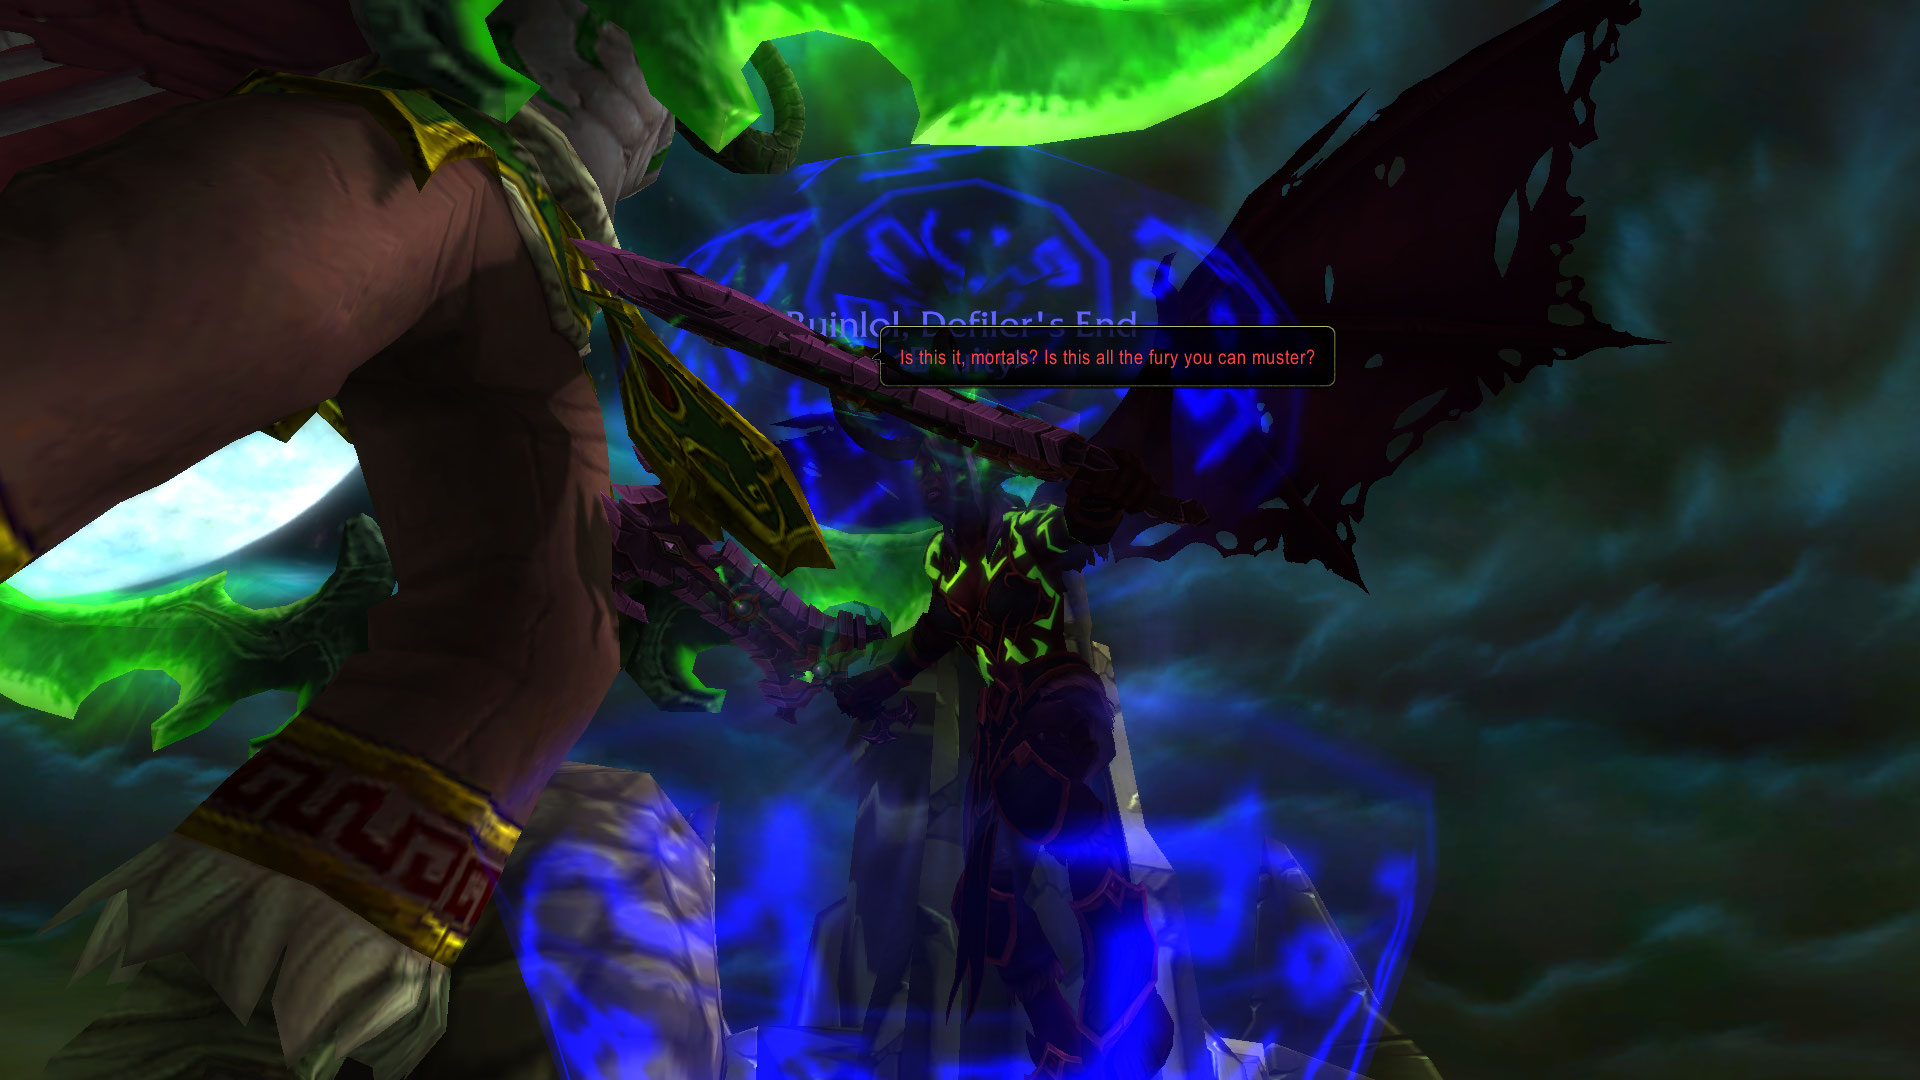 Ruinlol, Defiler's End
Is this it, mortals? Is this all the fury you can muster?